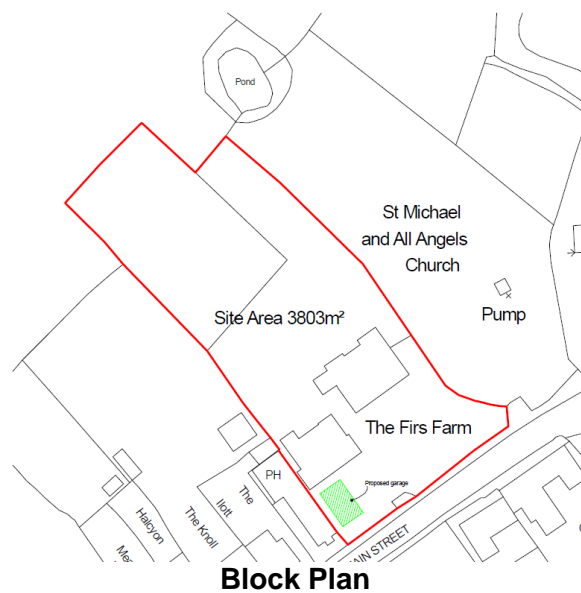 Pond
St Michael
and All Angels
Church
Site Area 3803m²
Pump
The Firs Farm
Proposed garage
PH
The
Ilott
The Knoll
Halcyon
AIN STREET
Block Plan